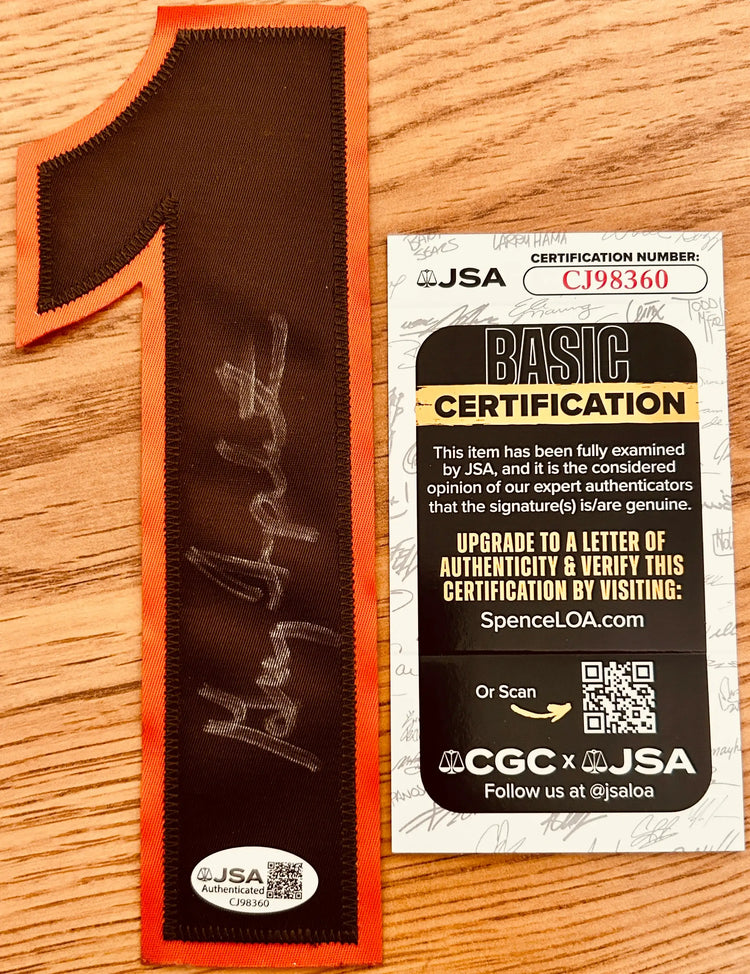 JSA
Authenticated
CJ98360
JSA
CERTIFICATION NUMBER:
CJ98360
BASIC
CERTIFICATION
This item has been fully examined
by JSA, and it is the considered
opinion of our expert authenticators
that the signature(s) is/are genuine.
UPGRADE TO A LETTER OF
AUTHENTICITY & VERIFY THIS
CERTIFICATION BY VISITING:
SpenceLOA.com
Or Scan
CGC x JSA
Follow us at @jsaloa
LARRY HAMA